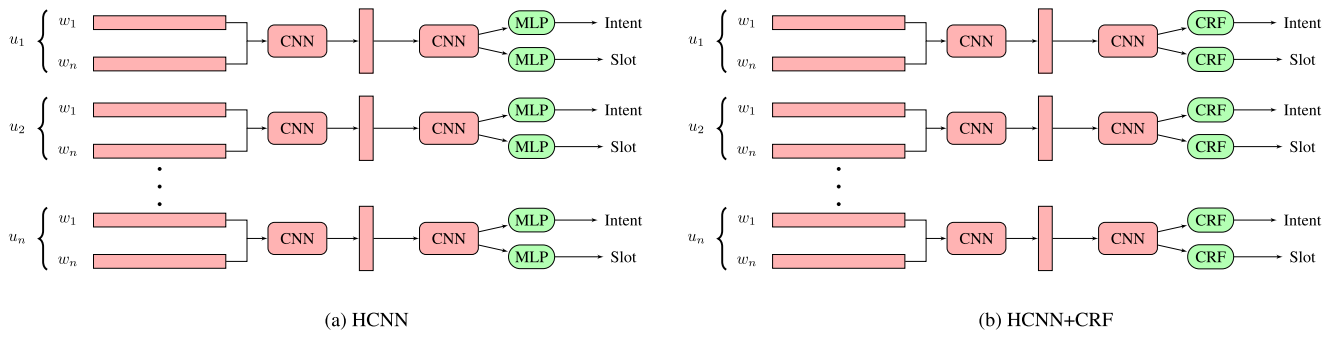 u1 w1 CNN CNN MLP Intent
wn MLP Slot
u2 w1 CNN CNN MLP Intent
wn MLP Slot
un w1 CNN CNN MLP Intent
wn MLP Slot
(a) HCNN
u1 w1 CNN CNN CRF Intent
wn CRF Slot
u2 w1 CNN CNN CRF Intent
wn CRF Slot
un w1 CNN CNN CRF Intent
wn CRF Slot
(b) HCNN+CRF